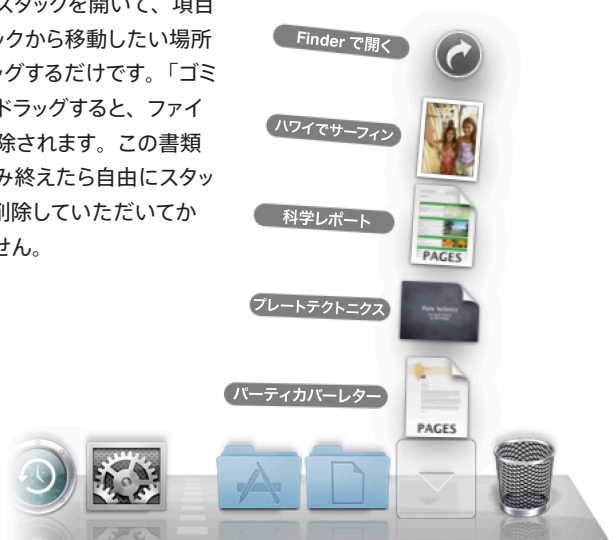 スタックを開いて、項目
ックから移動したい場所
ッグするだけです。「ゴミ
ドラッグすると、ファイ
除されます。この書類
み終えたら自由にスタッ
削除していただいてか
せん。
Finder で開く
ハワイでサーフィン
科学レポート
PAGES
プレートテクトニクス
Plate Tectonics
パーティカバーレター
PAGES